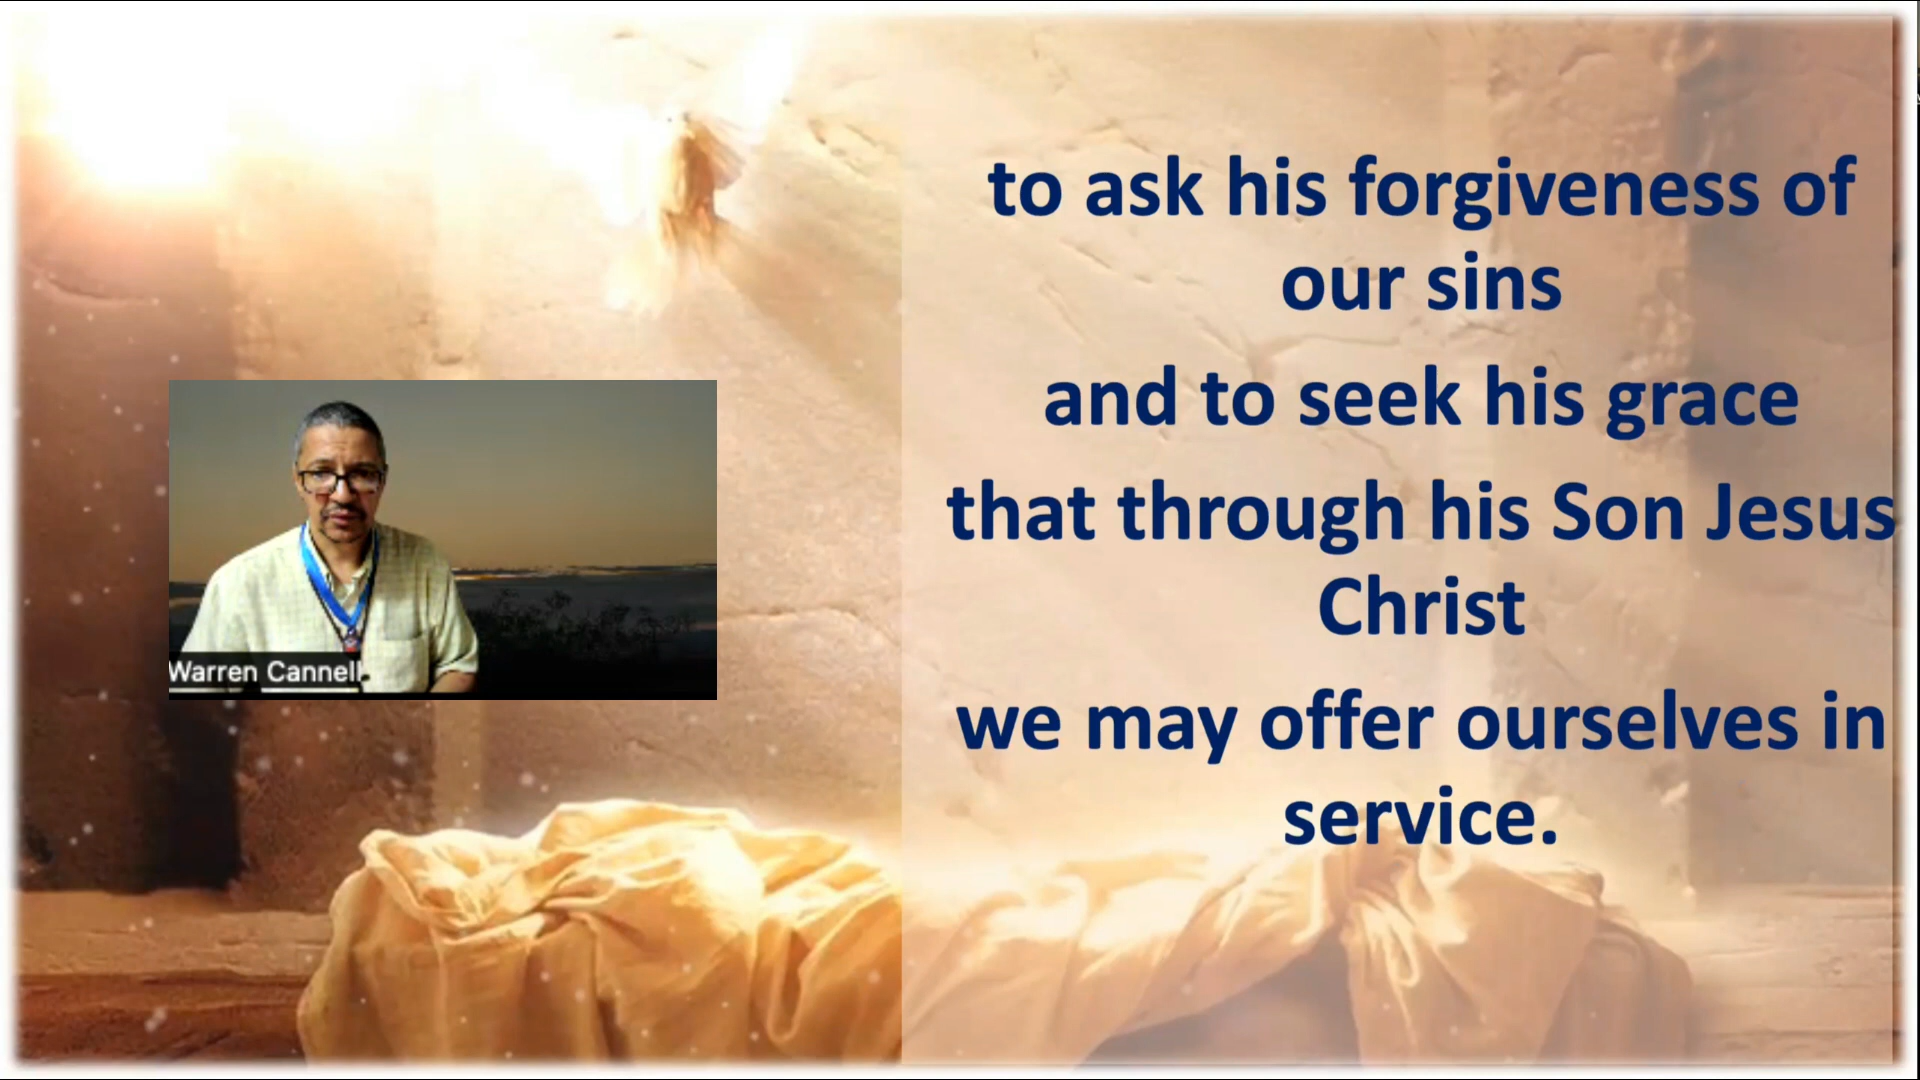 to ask his forgiveness of
our sins
and to seek his grace
that through his Son Jesus
Christ
we may offer ourselves in
service.
Warren Cannell